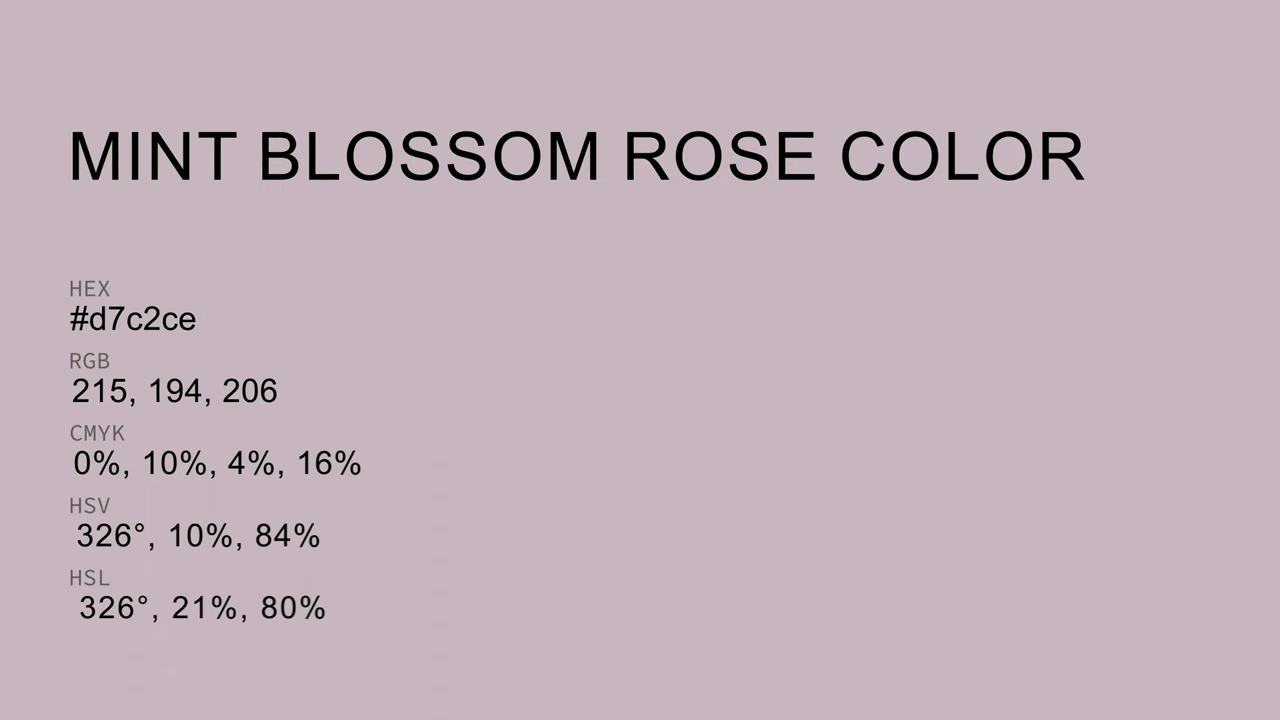 MINT BLOSSOM ROSE COLOR
HEX
#d7c2ce
RGB
215, 194, 206
CMYK
0%, 10%, 4%, 16%
HSV
326°, 10%, 84%
HSL
326°, 21%, 80%